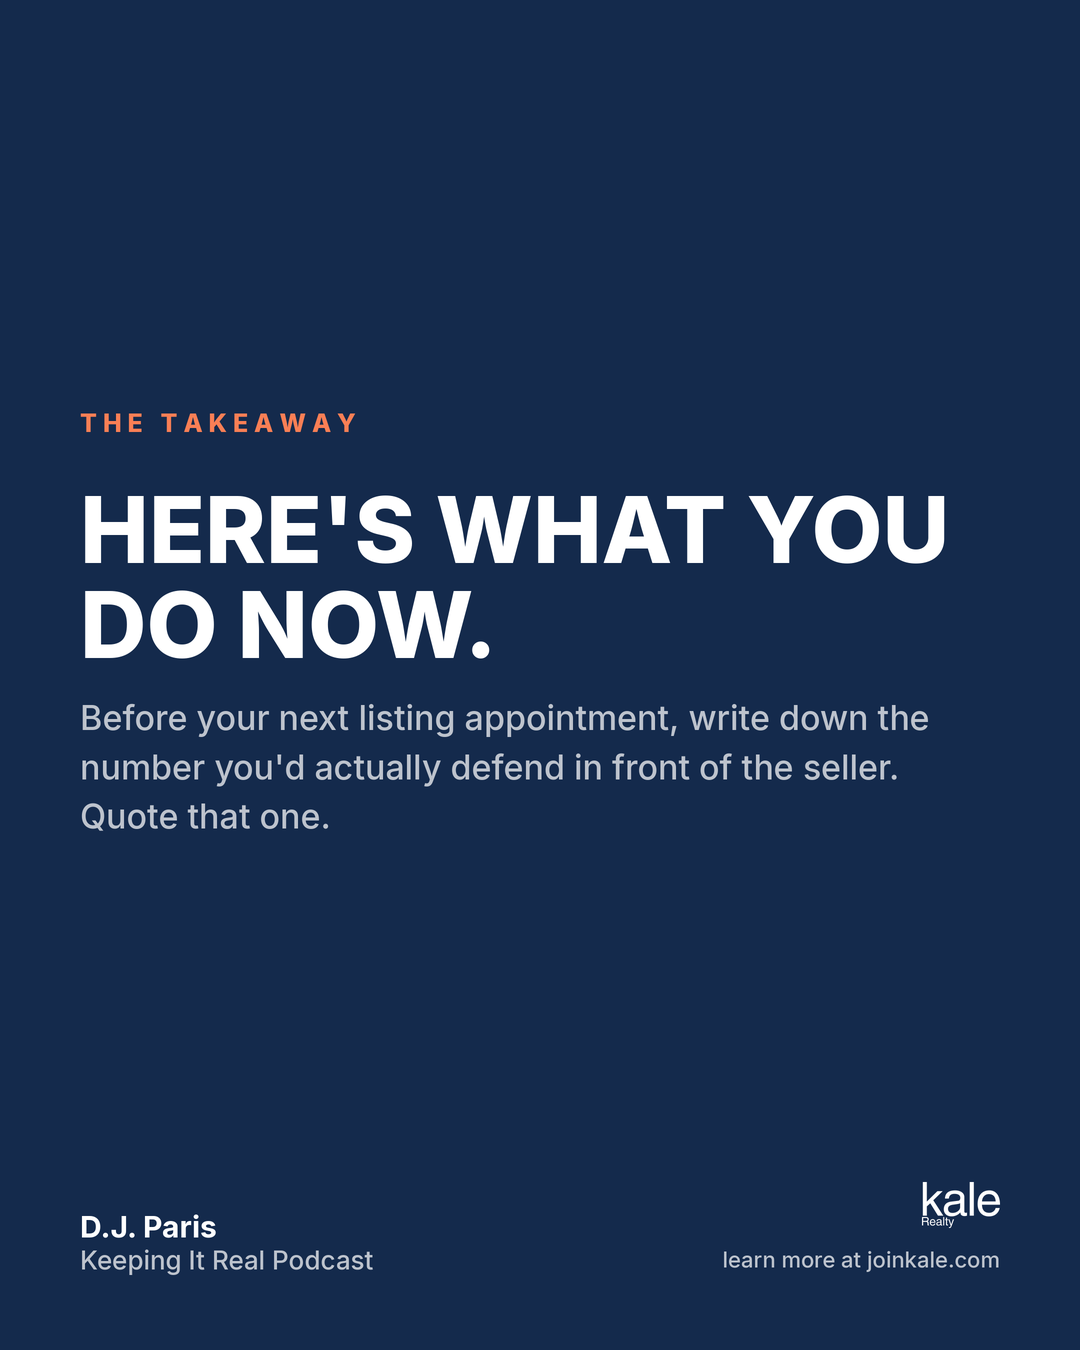 THE TAKEAWAY
HERE'S WHAT YOU
DO NOW.
Before your next listing appointment, write down the
number you'd actually defend in front of the seller.
Quote that one.
D.J. Paris
Keeping It Real Podcast
kale
Realty
learn more at joinkale.com